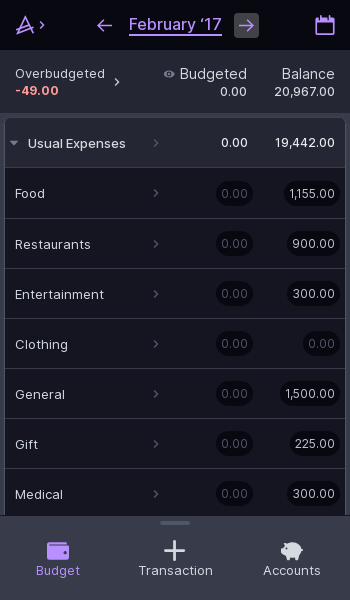 February ‘17
Overbudgeted Budgeted Balance
-49.00 0.00 20,967.00
Usual Expenses 0.00 19,442.00
Food 0.00 1,155.00
Restaurants 0.00 900.00
Entertainment 0.00 300.00
Clothing 0.00 0.00
General 0.00 1,500.00
Gift 0.00 225.00
Medical 0.00 300.00
Budget Transaction Accounts